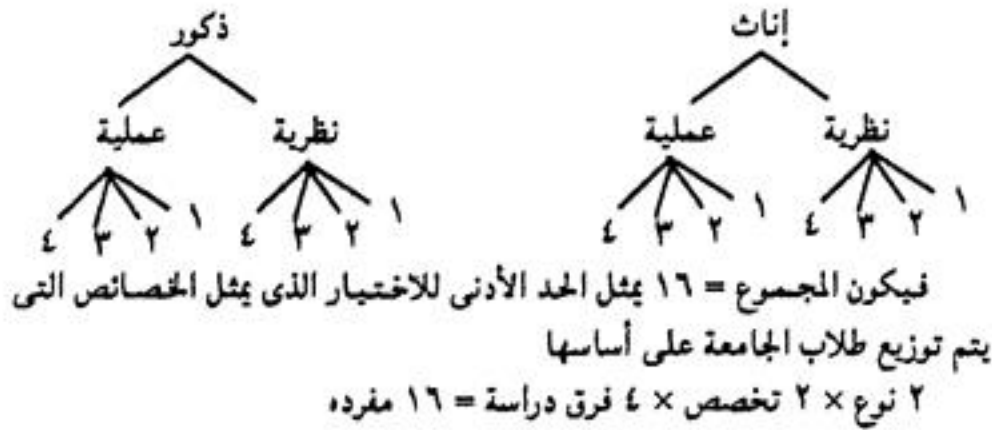 إناث ذكور
نظرية عملية نظرية عملية
١ ٢ ٣ ٤ ١ ٢ ٣ ٤ ١ ٢ ٣ ٤ ١ ٢ ٣ ٤
فيكون المجموع = ١٦ يمثل الحد الأدنى للاختيار الذى يمثل الخصائص التى
يتم توزيع طلاب الجامعة على أساسها
٢ نوع × ٢ تخصص × ٤ فرق دراسة = ١٦ مفرده